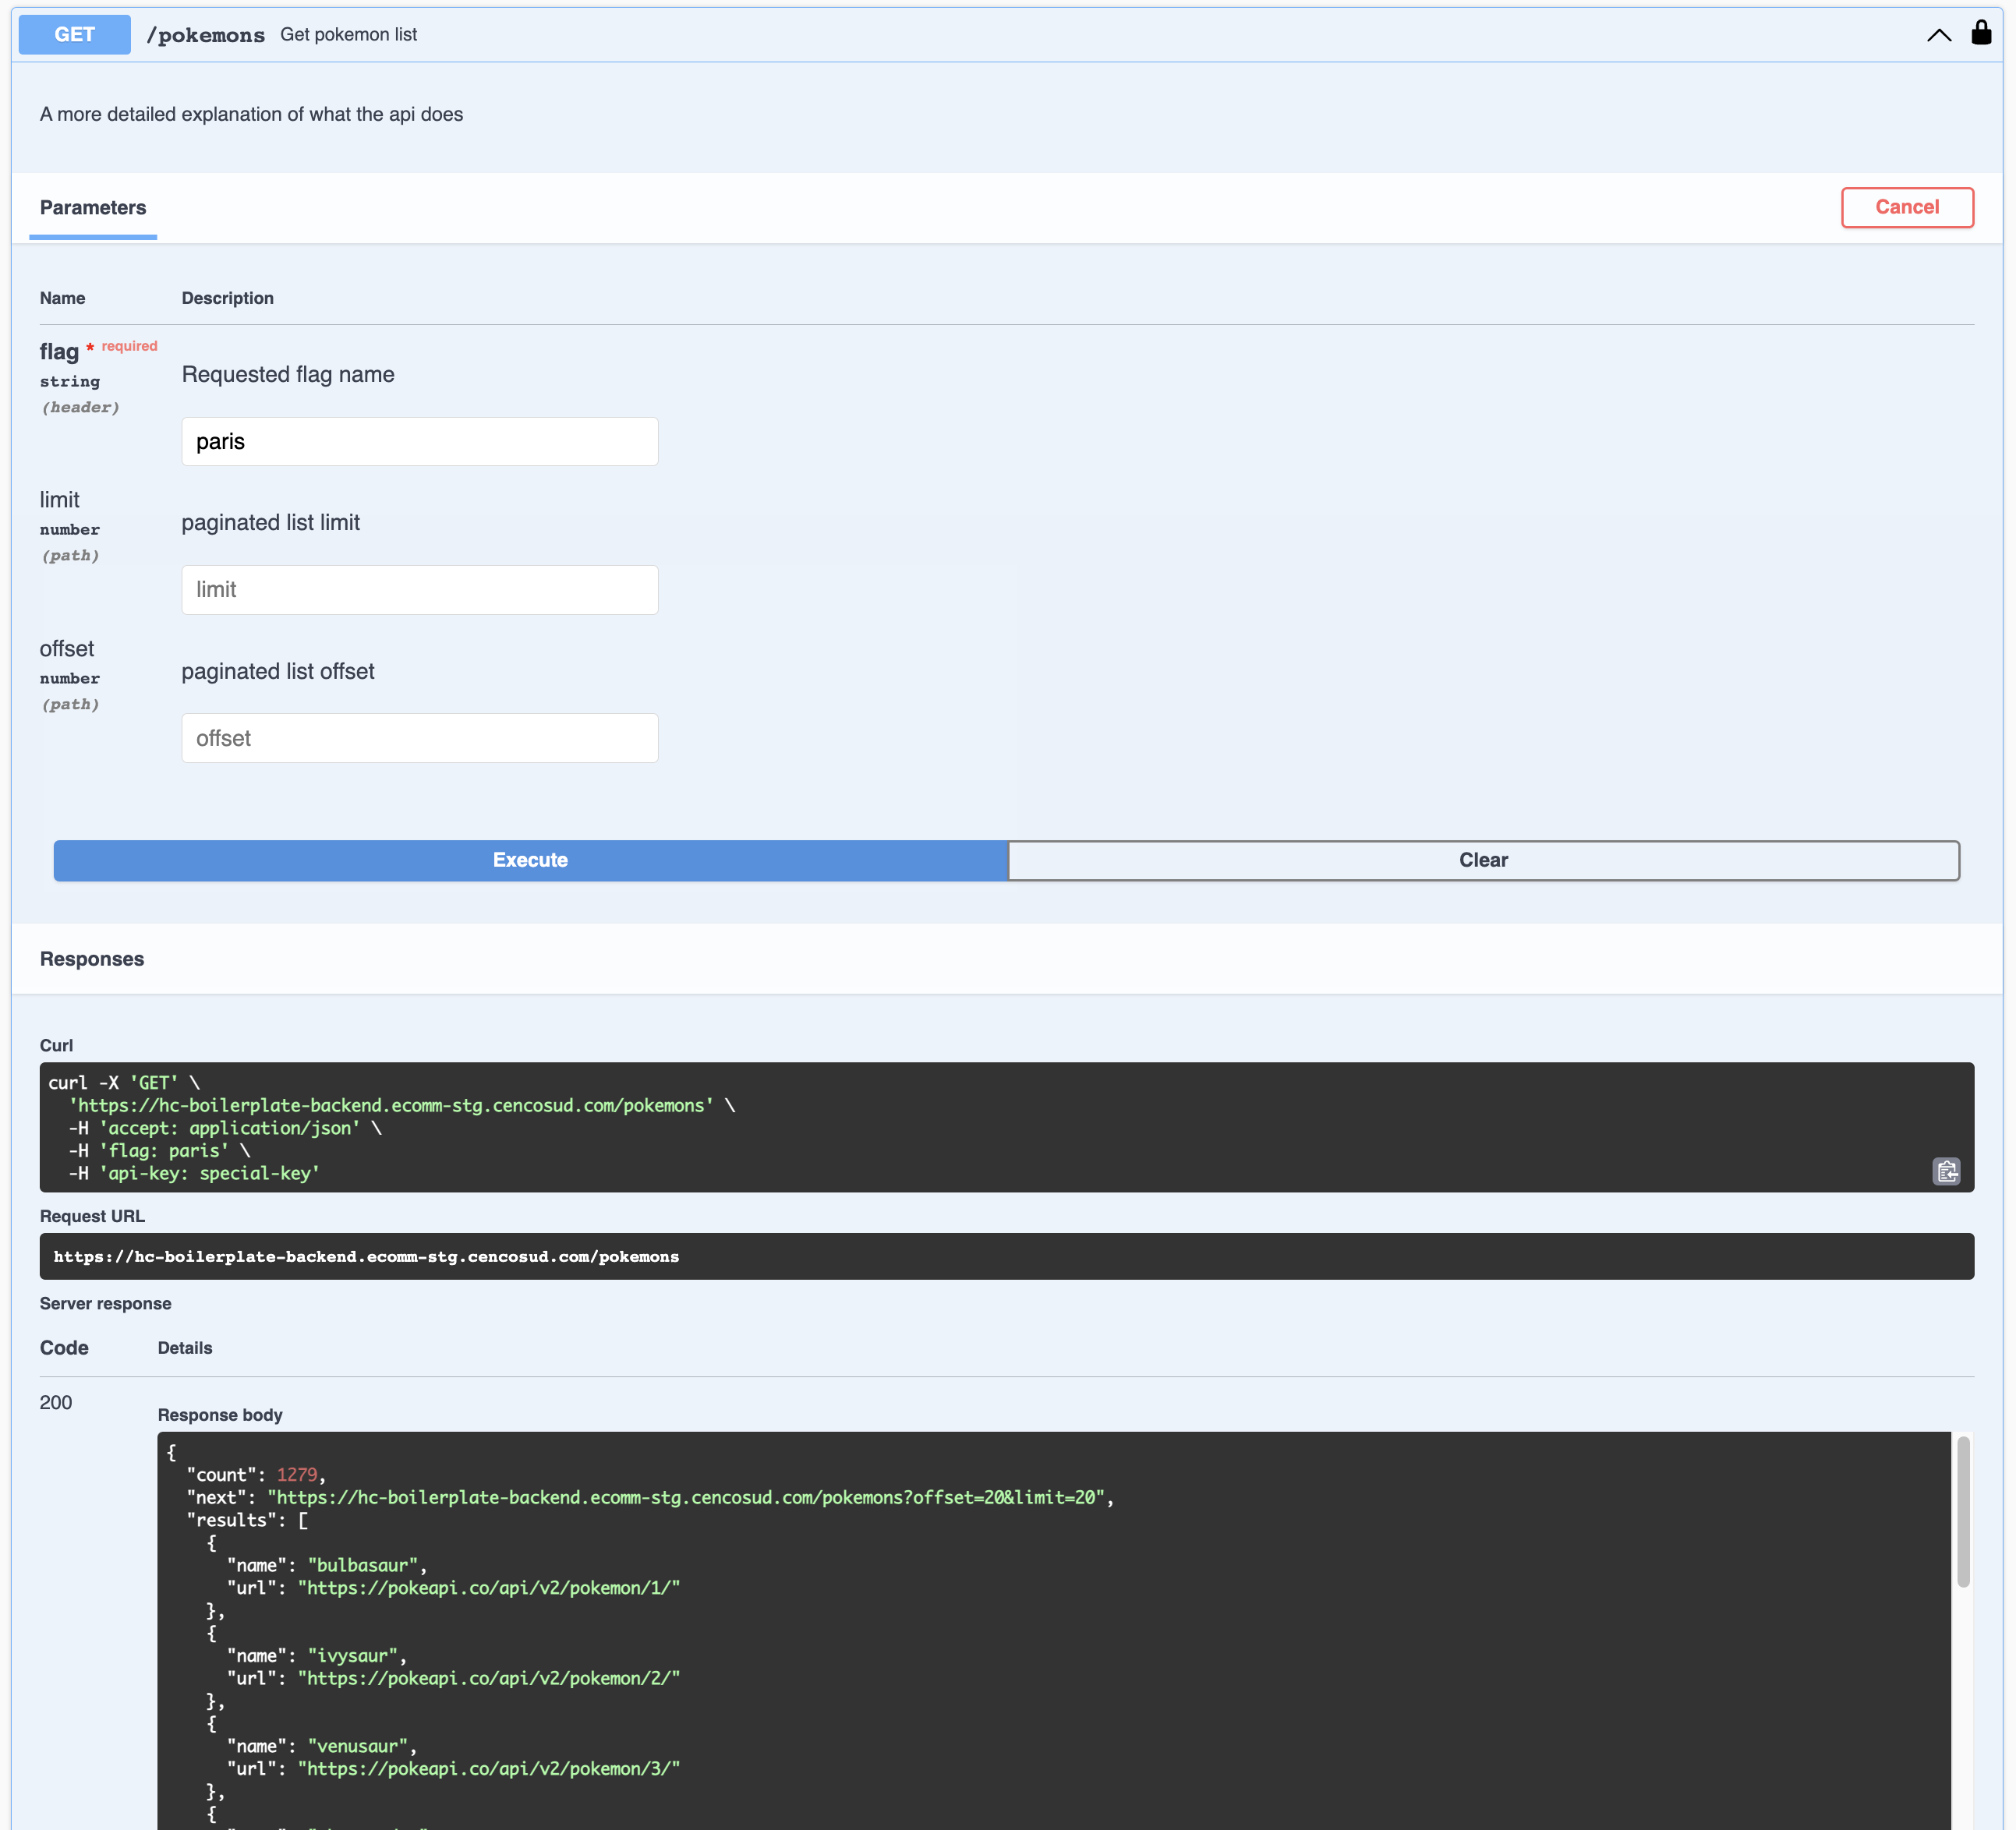 GET /pokemons Get pokemon list
A more detailed explanation of what the api does
Parameters
Cancel
Name Description
flag * required
string
(header)
Requested flag name
paris
limit
number
(path)
paginated list limit
limit
offset
number
(path)
paginated list offset
offset
Execute Clear
Responses
Curl
curl -X 'GET' \
  'https://hc-boilerplate-backend.ecomm-stg.cencosud.com/pokemons' \
  -H 'accept: application/json' \
  -H 'flag: paris' \
  -H 'api-key: special-key'
Request URL
https://hc-boilerplate-backend.ecomm-stg.cencosud.com/pokemons
Server response
Code Details
200
Response body
{
  "count": 1279,
  "next": "https://hc-boilerplate-backend.ecomm-stg.cencosud.com/pokemons?offset=20&limit=20",
  "results": [
    {
      "name": "bulbasaur",
      "url": "https://pokeapi.co/api/v2/pokemon/1/"
    },
    {
      "name": "ivysaur",
      "url": "https://pokeapi.co/api/v2/pokemon/2/"
    },
    {
      "name": "venusaur",
      "url": "https://pokeapi.co/api/v2/pokemon/3/"
    },
    {